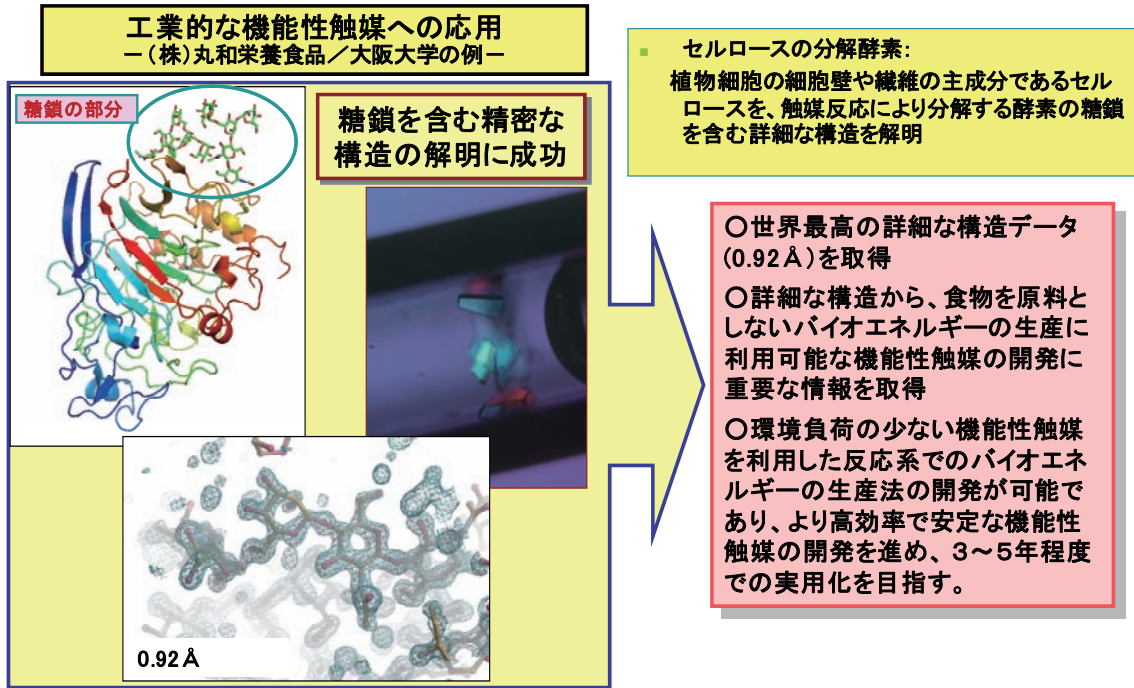 工業的な機能性触媒への応用
－(株)丸和栄養食品／大阪大学の例－
糖鎖の部分
糖鎖を含む精密な
構造の解明に成功
0.92Å
セルロースの分解酵素:
植物細胞の細胞壁や繊維の主成分であるセル
ロースを、触媒反応により分解する酵素の糖鎖
を含む詳細な構造を解明
〇世界最高の詳細な構造データ
(0.92Å)を取得
〇詳細な構造から、食物を原料と
しないバイオエネルギーの生産に
利用可能な機能性触媒の開発に
重要な情報を取得
〇環境負荷の少ない機能性触媒
を利用した反応系でのバイオエネ
ルギーの生産法の開発が可能で
あり、より高効率で安定な機能性
触媒の開発を進め、３～５年程度
での実用化を目指す。